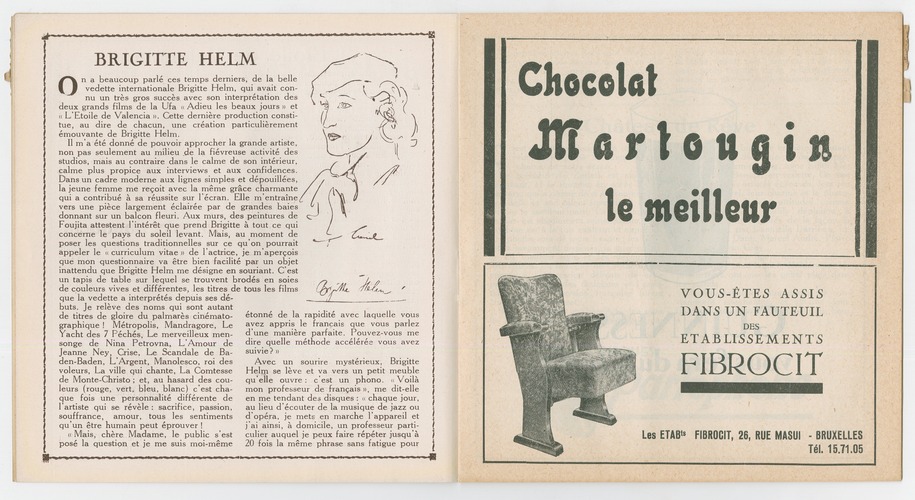 BRIGITTE HELM
On a beaucoup parlé ces temps derniers, de la belle
vedette internationale Brigitte Helm, qui avait con-
nu un très gros succès avec son interprétation des
deux grands films de la Ufa « Adieu les beaux jours » et
« L'Etoile de Valencia ». Cette dernière production consti-
tue, au dire de chacun, une création particulièrement
émouvante de Brigitte Helm.
Il m'a été donné de pouvoir approcher la grande artiste,
non pas seulement au milieu de la fiévreuse activité des
studios, mais au contraire dans le calme de son intérieur,
calme plus propice aux interviews et aux confidences.
Dans un cadre moderne aux lignes simples et dépouillées,
la jeune femme me reçoit avec la même grâce charmante
qui a contribué à sa réussite sur l'écran. Elle m'entraîne
vers une pièce largement éclairée par de grandes baies
donnant sur un balcon fleuri. Aux murs, des peintures de
Foujita attestent l'intérêt que prend Brigitte à tout ce qui
concerne le pays du soleil levant. Mais, au moment de
poser les questions traditionnelles sur ce qu'on pourrait
appeler le « curriculum vitae » de l'actrice, je m'aperçois
que mon questionnaire va être bien facilité par un objet
inattendu que Brigitte Helm me désigne en souriant. C'est
un tapis de table sur lequel se trouvent brodés en soies
de couleurs vives et différentes, les titres de tous les films
que la vedette a interprétés depuis ses dé-
buts. Je relève des noms qui sont autant
de titres de gloire du palmarès cinémato-
graphique ! Métropolis, Mandragore, Le
Yacht des 7 Péchés, Le merveilleux men-
songe de Nina Petrovna, L'Amour de
Jeanne Ney, Crise, Le Scandale de Ba-
den-Baden, L'Argent, Manolesco, roi des
voleurs, La ville qui chante, La Comtesse
de Monte-Christo ; et, au hasard des cou-
leurs (rouge, vert, bleu, blanc) c'est cha-
que fois une personnalité différente de
l'artiste qui se révèle : sacrifice, passion,
souffrance, amour, tous les sentiments
qu'un être humain peut éprouver !
« Mais, chère Madame, le public s'est
posé la question et je me suis moi-même
étonné de la rapidité avec laquelle vous
avez appris le français que vous parlez
d'une manière parfaite. Pouvez-vous me
dire quelle méthode accélérée vous avez
suivie ? »
Avec un sourire mystérieux, Brigitte
Helm se lève et va vers un petit meuble
qu'elle ouvre : c'est un phono. « Voilà
mon professeur de français », me dit-elle
en me tendant des disques : « chaque jour,
au lieu d'écouter de la musique de jazz ou
d'opéra, je mets en marche l'appareil et
j'ai ainsi, à domicile, un professeur parti-
culier auquel je peux faire répéter jusqu'à
20 fois la même phrase sans fatigue pour
Brigitte Helm
Chocolat
Martougin
le meilleur
VOUS-ÊTES ASSIS
DANS UN FAUTEUIL
DES
ETABLISSEMENTS
FIBROCIT
Les ETABts FIBROCIT, 26, RUE MASUI - BRUXELLES
Tél. 15.71.05